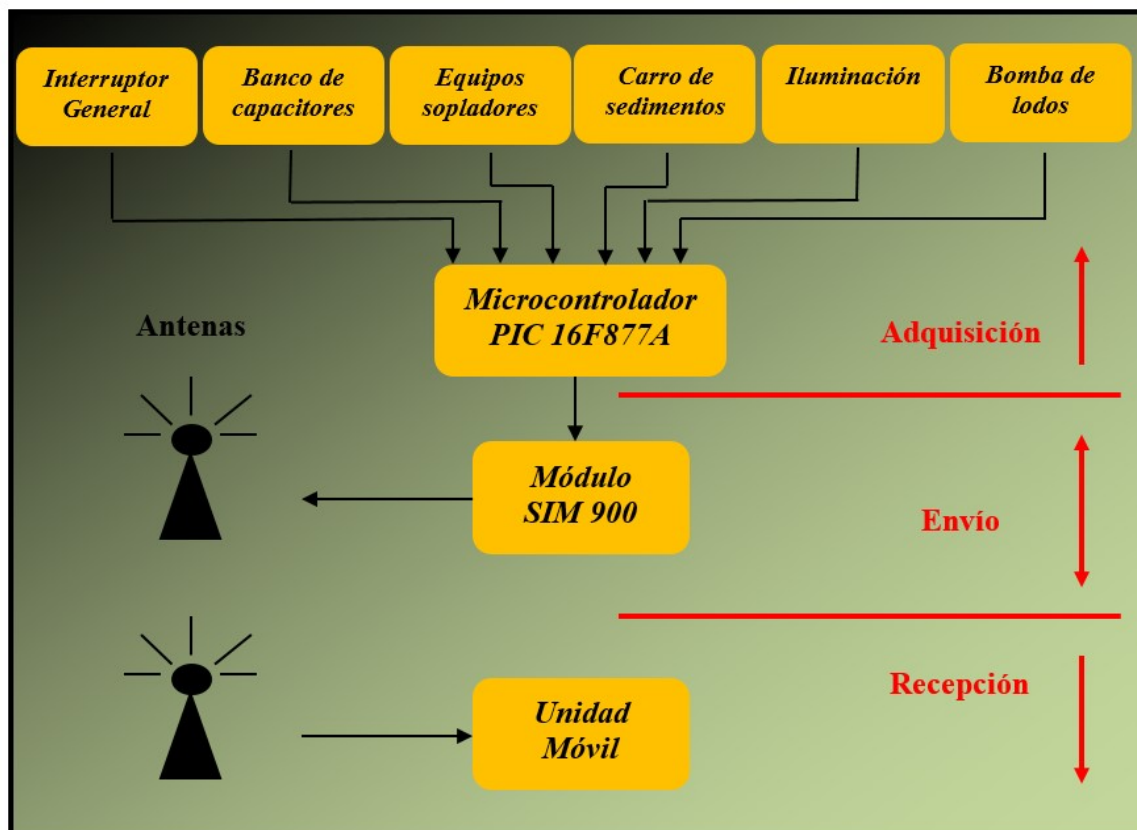 Interruptor
General
Banco de
capacitores
Equipos
sopladores
Carro de
sedimentos
Iluminación
Bomba de
lodos
Microcontrolador
PIC 16F877A
Antenas
Adquisición
Módulo
SIM 900
Envío
Recepción
Unidad
Móvil